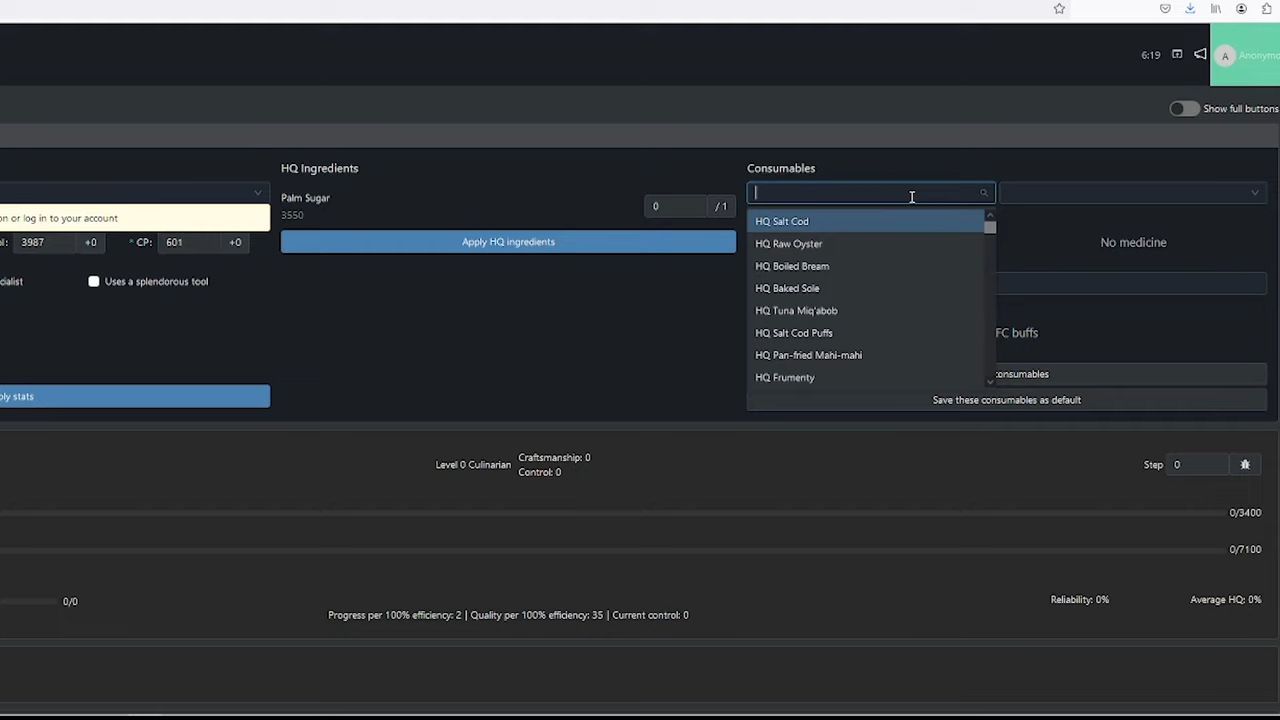 6:19
A Anonymo
Show full buttons
HQ Ingredients
Consumables
Palm Sugar
3550
0 / 1
on or log in to your account
ol: 3987 +0 * CP: 601 +0
Apply HQ ingredients
HQ Salt Cod
HQ Raw Oyster
HQ Boiled Bream
HQ Baked Sole
HQ Tuna Miq'abob
HQ Salt Cod Puffs
HQ Pan-fried Mahi-mahi
HQ Frumenty
No medicine
cialist
Uses a splendorous tool
FC buffs
consumables
ply stats
Save these consumables as default
Level 0 Culinarian
Craftsmanship: 0
Control: 0
Step 0
0/3400
0/7100
0/0
Progress per 100% efficiency: 2 | Quality per 100% efficiency: 35 | Current control: 0
Reliability: 0%
Average HQ: 0%